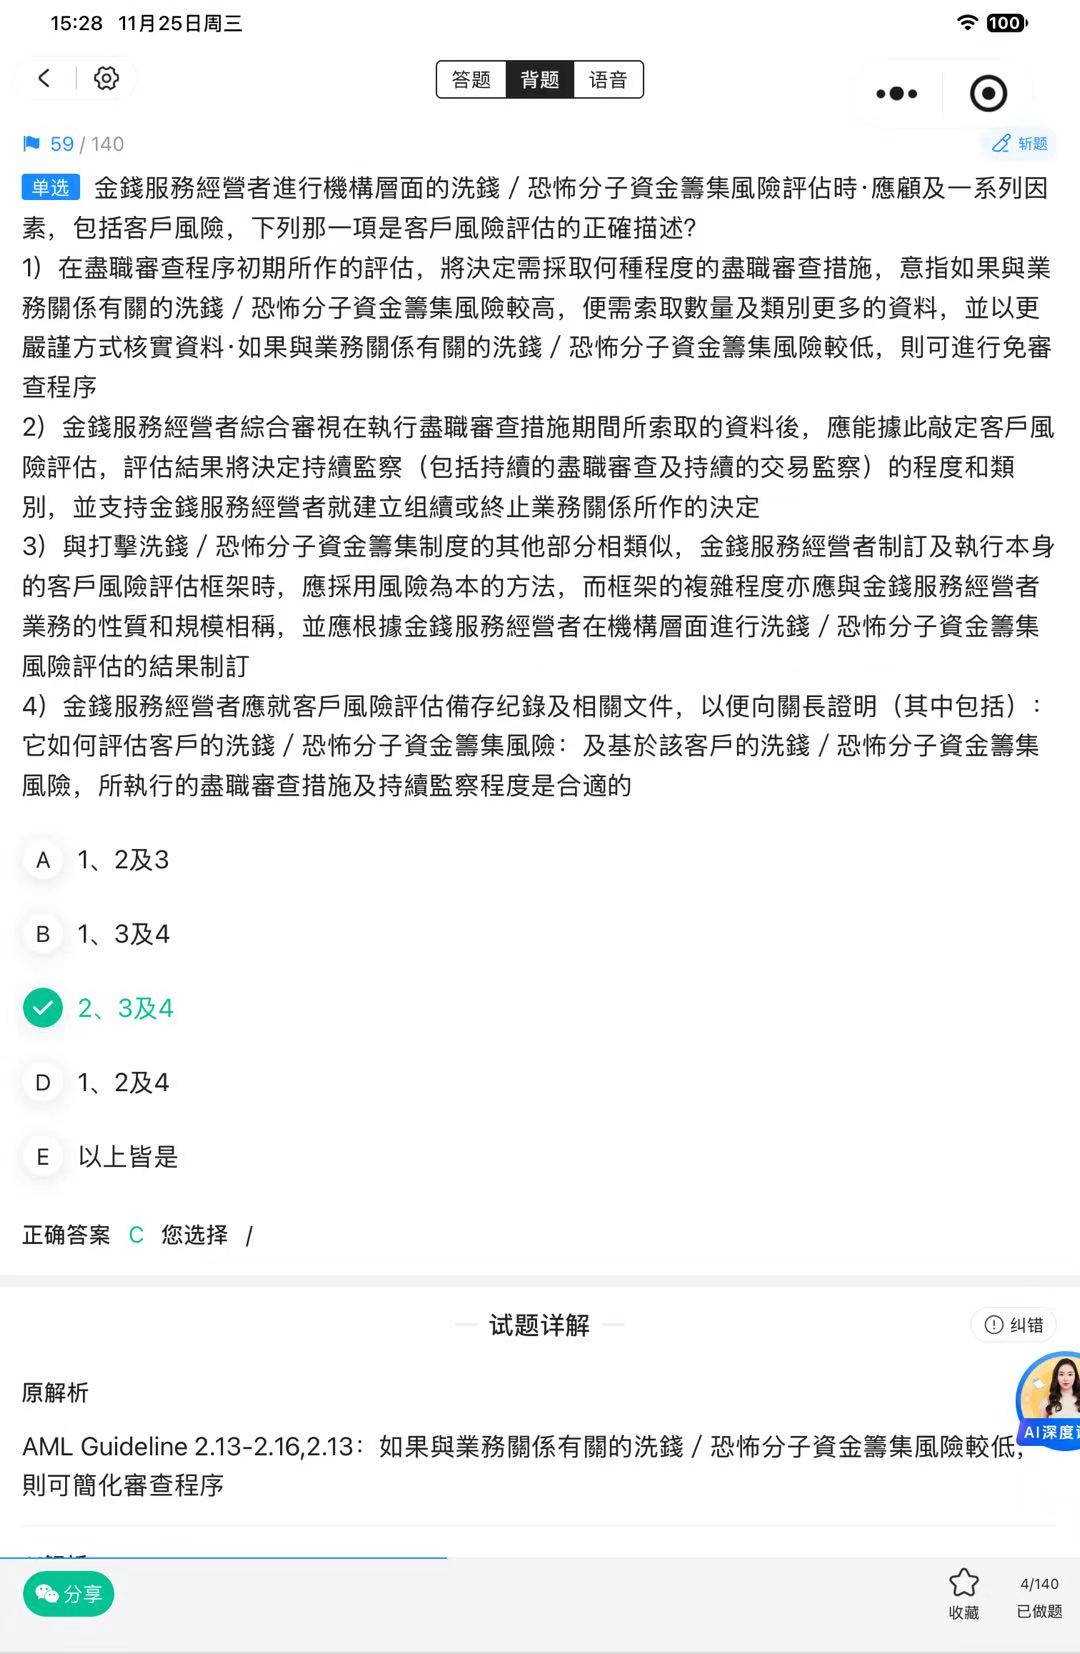 15:28 11月25日周三
100
答题 背题 语音
59 / 140
斩题
单选 金錢服務經營者進行機構層面的洗錢 / 恐怖分子資金籌集風險評估時·應顧及一系列因
素，包括客戶風險，下列那一項是客戶風險評估的正確描述?
1）在盡職審查程序初期所作的評估，將決定需採取何種程度的盡職審查措施，意指如果與業
務關係有關的洗錢 / 恐怖分子資金籌集風險較高，便需索取數量及類別更多的資料，並以更
嚴謹方式核實資料·如果與業務關係有關的洗錢 / 恐怖分子資金籌集風險較低，則可進行免審
查程序
2）金錢服務經營者綜合審視在執行盡職審查措施期間所索取的資料後，應能據此敲定客戶風
險評估，評估結果將決定持續監察（包括持續的盡職審查及持續的交易監察）的程度和類
別，並支持金錢服務經營者就建立组續或終止業務關係所作的決定
3）與打擊洗錢 / 恐怖分子資金籌集制度的其他部分相類似，金錢服務經營者制訂及執行本身
的客戶風險評估框架時，應採用風險為本的方法，而框架的複雜程度亦應與金錢服務經營者
業務的性質和規模相稱，並應根據金錢服務經營者在機構層面進行洗錢 / 恐怖分子資金籌集
風險評估的結果制訂
4）金錢服務經營者應就客戶風險評估備存纪錄及相關文件，以便向關長證明（其中包括）：
它如何評估客戶的洗錢 / 恐怖分子資金籌集風險：及基於該客戶的洗錢 / 恐怖分子資金籌集
風險，所執行的盡職審查措施及持續監察程度是合適的
A 1、2及3
B 1、3及4
2、3及4
D 1、2及4
E 以上皆是
正确答案 C 您选择 /
试题详解
纠错
原解析
AML Guideline 2.13-2.16,2.13：如果與業務關係有關的洗錢 / 恐怖分子資金籌集風險較低，
則可簡化審查程序
AI深度
分享
收藏
4/140
已做题